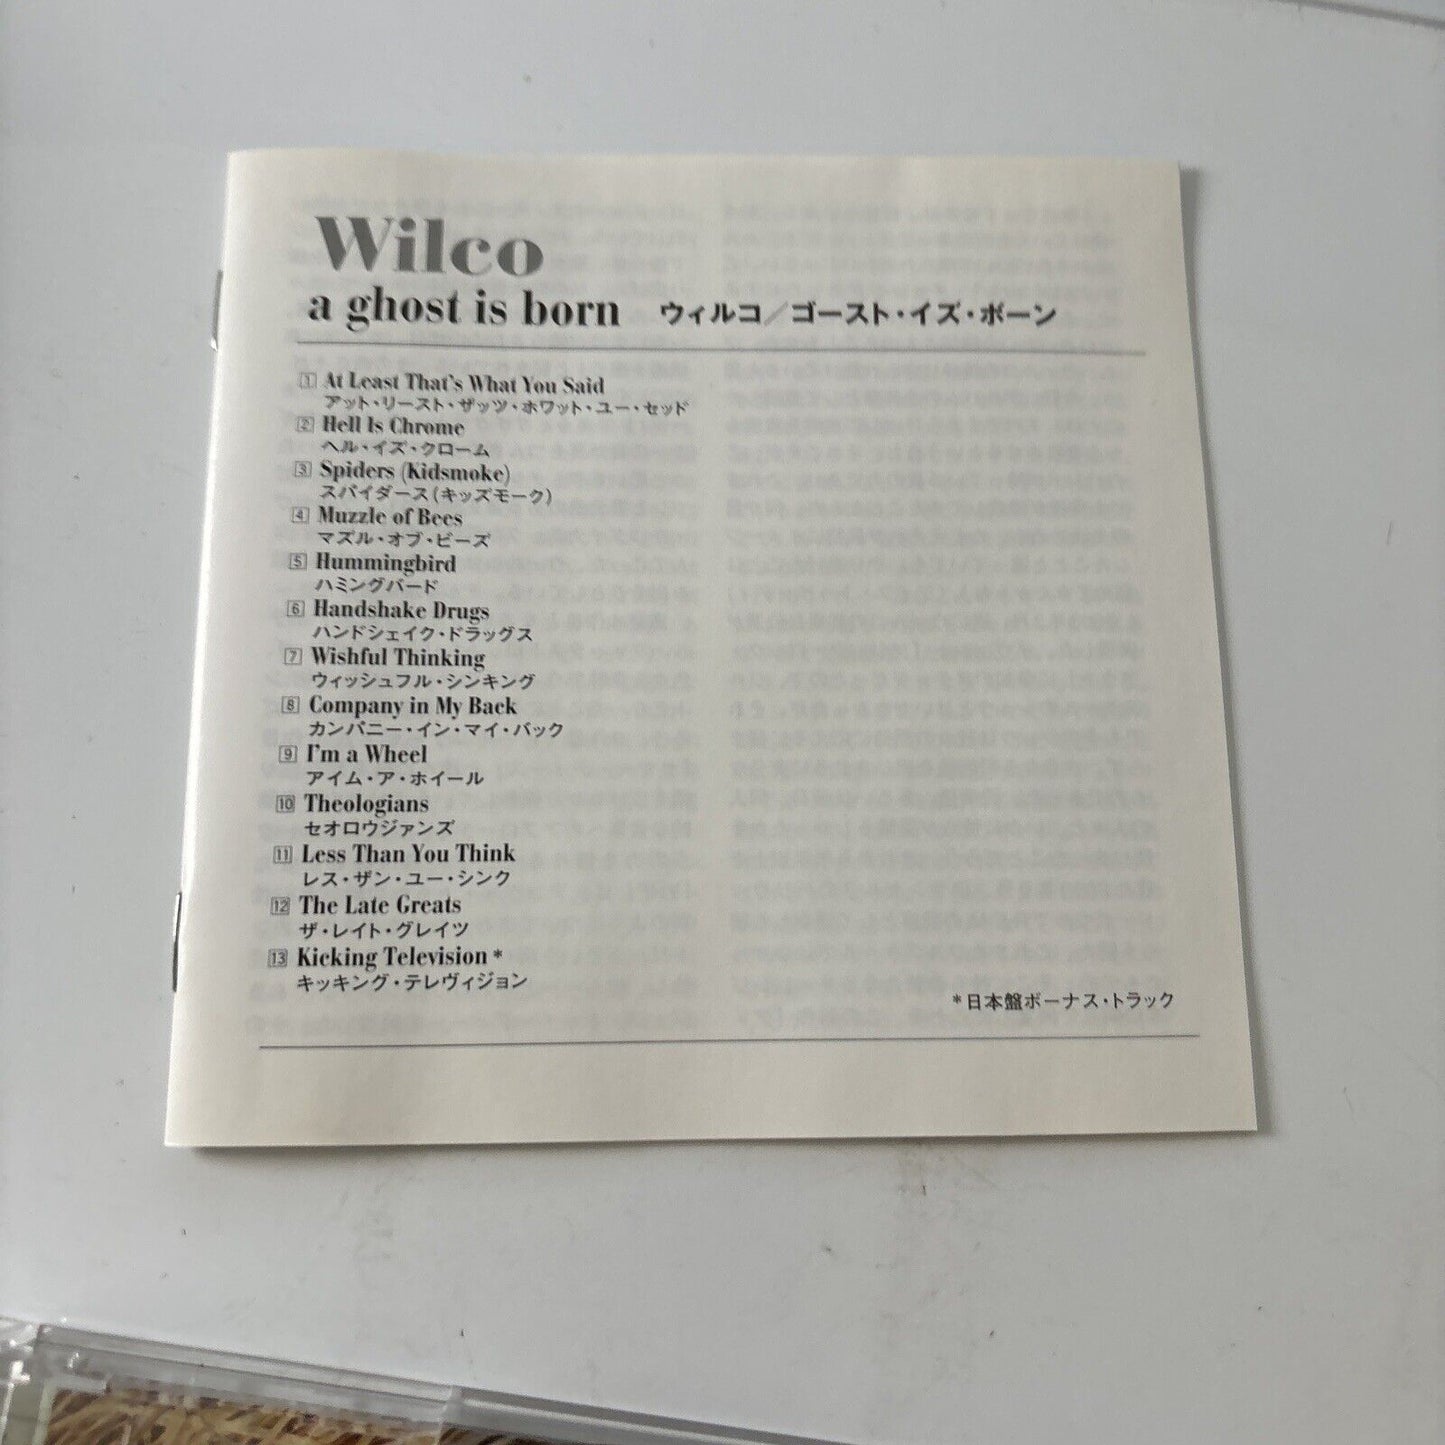 Wilco
a ghost is born ウィルコ／ゴースト・イズ・ボーン
1 At Least That's What You Said
アット・リースト・ザッツ・ホワット・ユー・セッド
2 Hell Is Chrome
ヘル・イズ・クローム
3 Spiders (Kidsmoke)
スパイダース(キッズモーク)
4 Muzzle of Bees
マズル・オブ・ビーズ
5 Hummingbird
ハミングバード
6 Handshake Drugs
ハンドシェイク・ドラッグス
7 Wishful Thinking
ウィッシュフル・シンキング
8 Company in My Back
カンパニー・イン・マイ・バック
9 I'm a Wheel
アイム・ア・ホイール
10 Theologians
セオロウジァンズ
11 Less Than You Think
レス・ザン・ユー・シンク
12 The Late Greats
ザ・レイト・グレイツ
13 Kicking Television *
キッキング・テレヴィジョン
*日本盤ボーナス・トラック